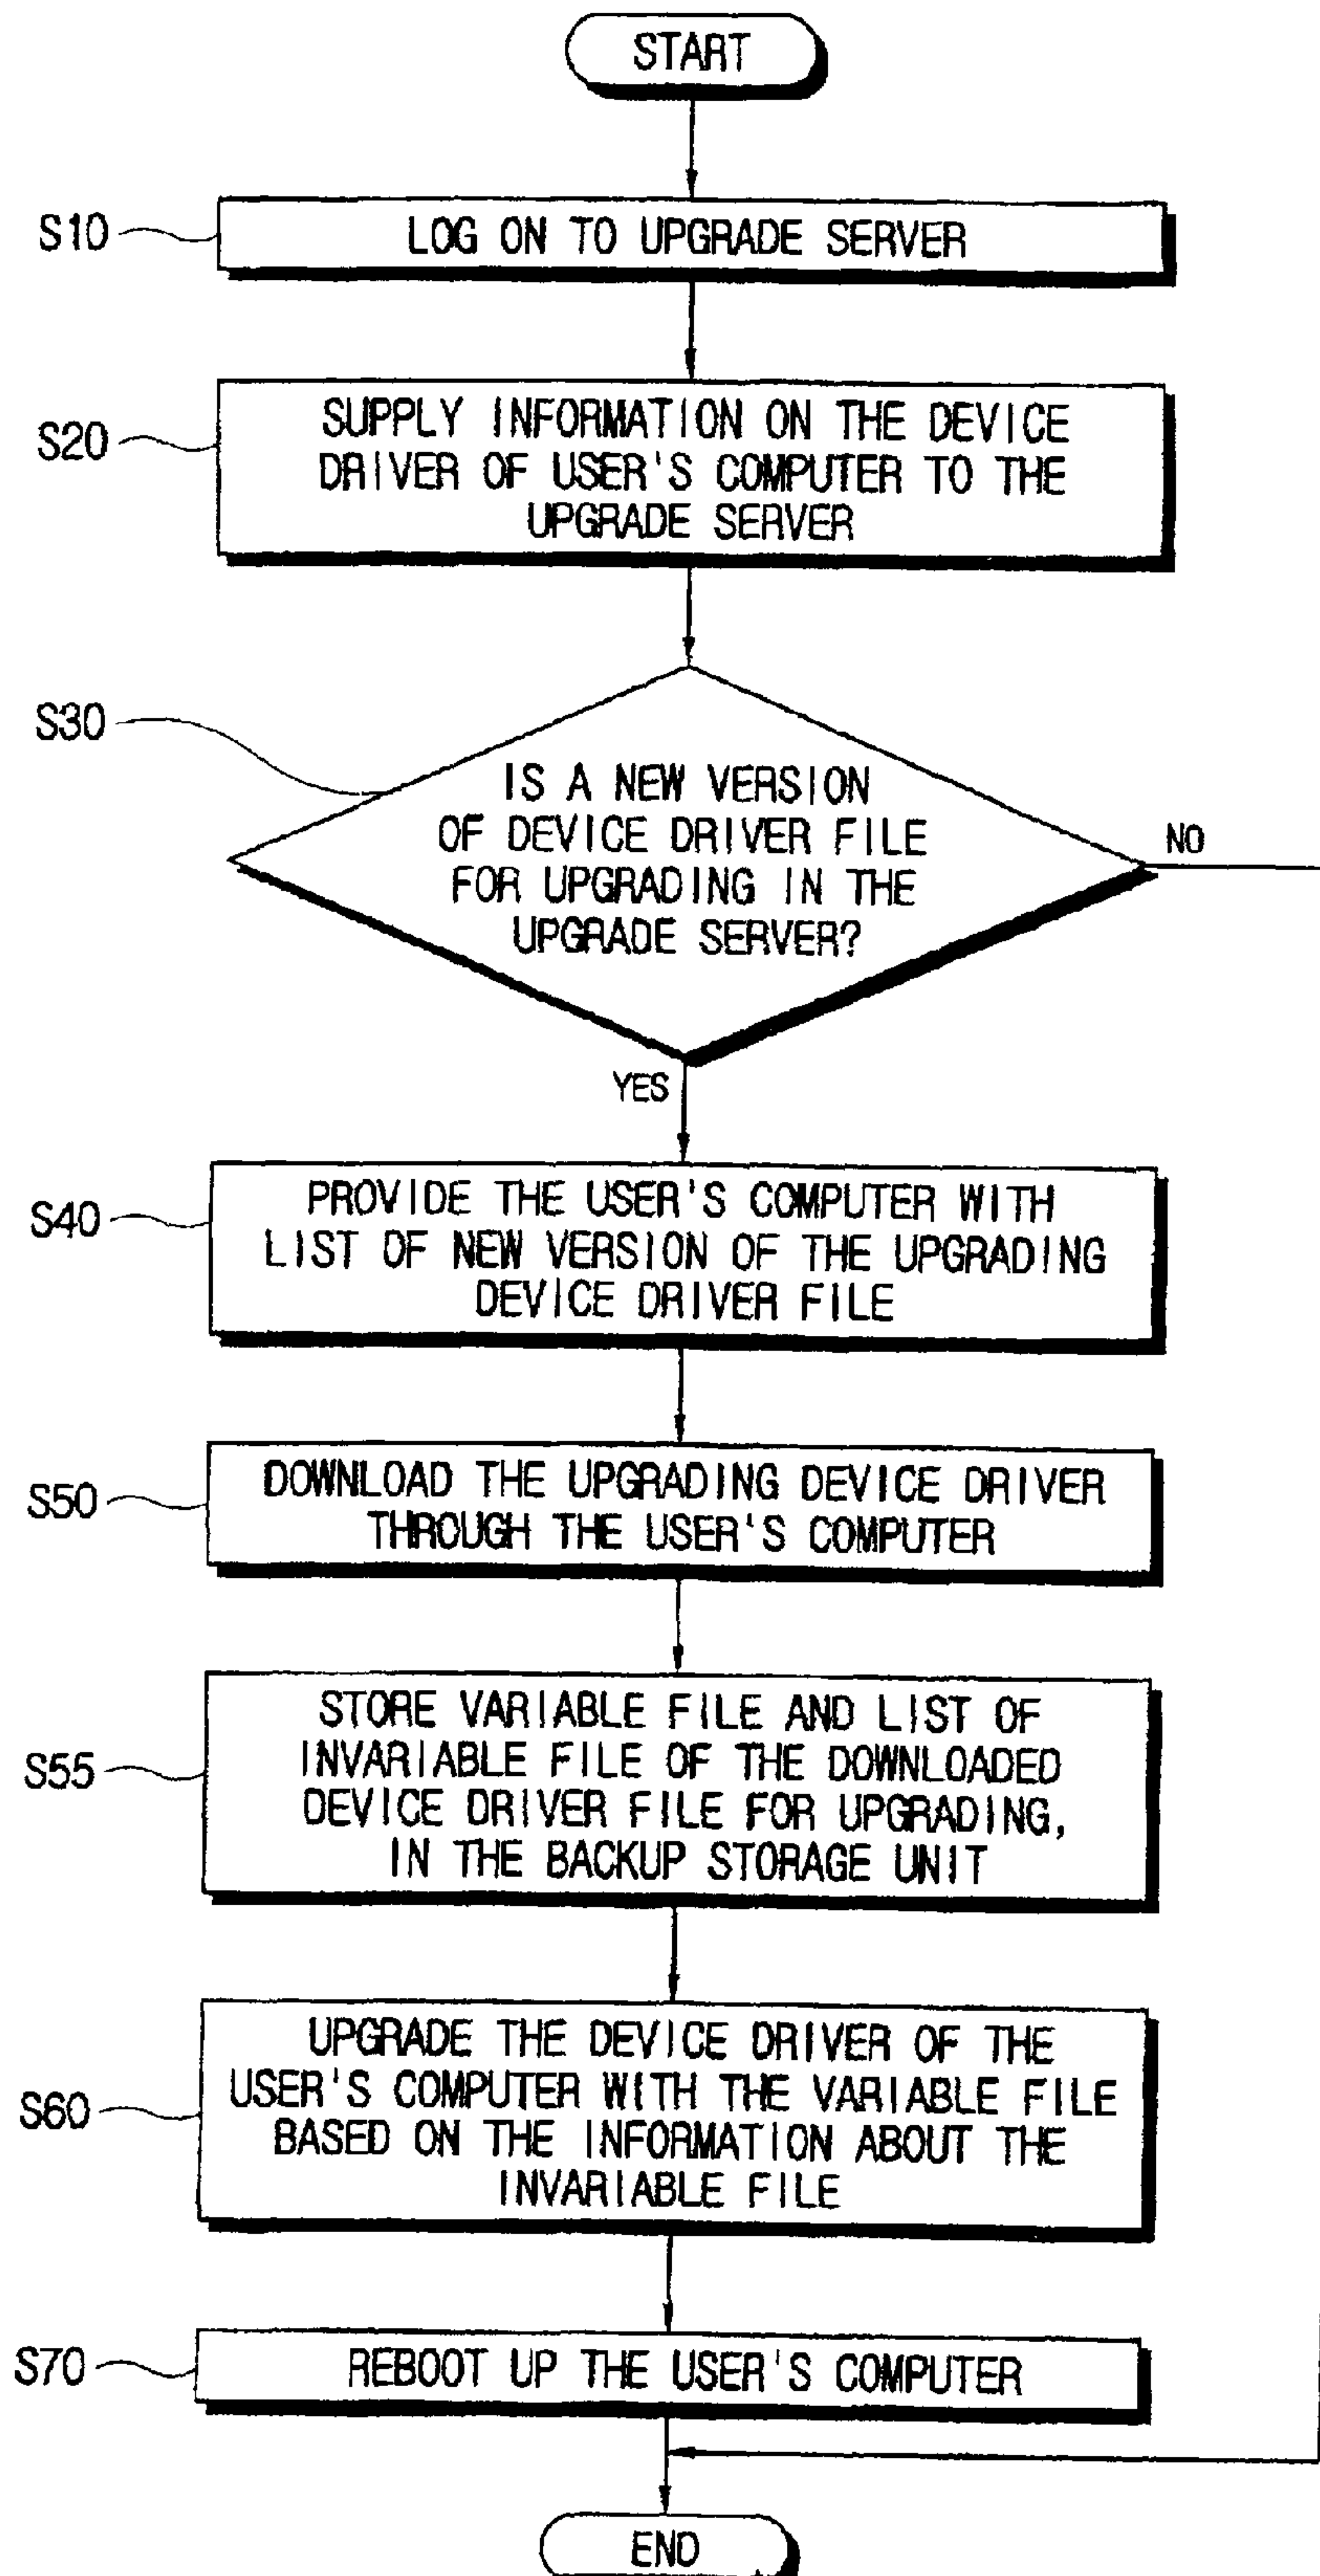 START
S10
LOG ON TO UPGRADE SERVER
S20
SUPPLY INFORMATION ON THE DEVICE
DRIVER OF USER'S COMPUTER TO THE
UPGRADE SERVER
S30
IS A NEW VERSION
OF DEVICE DRIVER FILE
FOR UPGRADING IN THE
UPGRADE SERVER?
NO
YES
S40
PROVIDE THE USER'S COMPUTER WITH
LIST OF NEW VERSION OF THE UPGRADING
DEVICE DRIVER FILE
S50
DOWNLOAD THE UPGRADING DEVICE DRIVER
THROUGH THE USER'S COMPUTER
S55
STORE VARIABLE FILE AND LIST OF
INVARIABLE FILE OF THE DOWNLOADED
DEVICE DRIVER FILE FOR UPGRADING,
IN THE BACKUP STORAGE UNIT
S60
UPGRADE THE DEVICE DRIVER OF THE
USER'S COMPUTER WITH THE VARIABLE FILE
BASED ON THE INFORMATION ABOUT THE
INVARIABLE FILE
S70
REBOOT UP THE USER'S COMPUTER
END